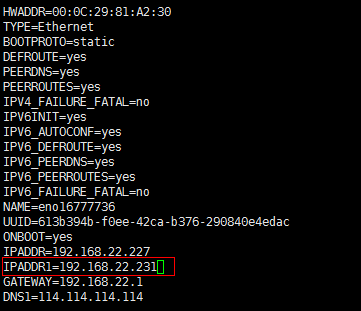 HWADDR=00:0C:29:81:A2:30
TYPE=Ethernet
BOOTPROTO=static
DEFROUTE=yes
PEERDNS=yes
PEERROUTES=yes
IPV4_FAILURE_FATAL=no
IPV6INIT=yes
IPV6_AUTOCONF=yes
IPV6_DEFROUTE=yes
IPV6_PEERDNS=yes
IPV6_PEERROUTES=yes
IPV6_FAILURE_FATAL=no
NAME=eno16777736
UUID=613b394b-f0ee-42ca-b376-290840e4edac
ONBOOT=yes
IPADDR=192.168.22.227
IPADDR1=192.168.22.231
GATEWAY=192.168.22.1
DNS1=114.114.114.114